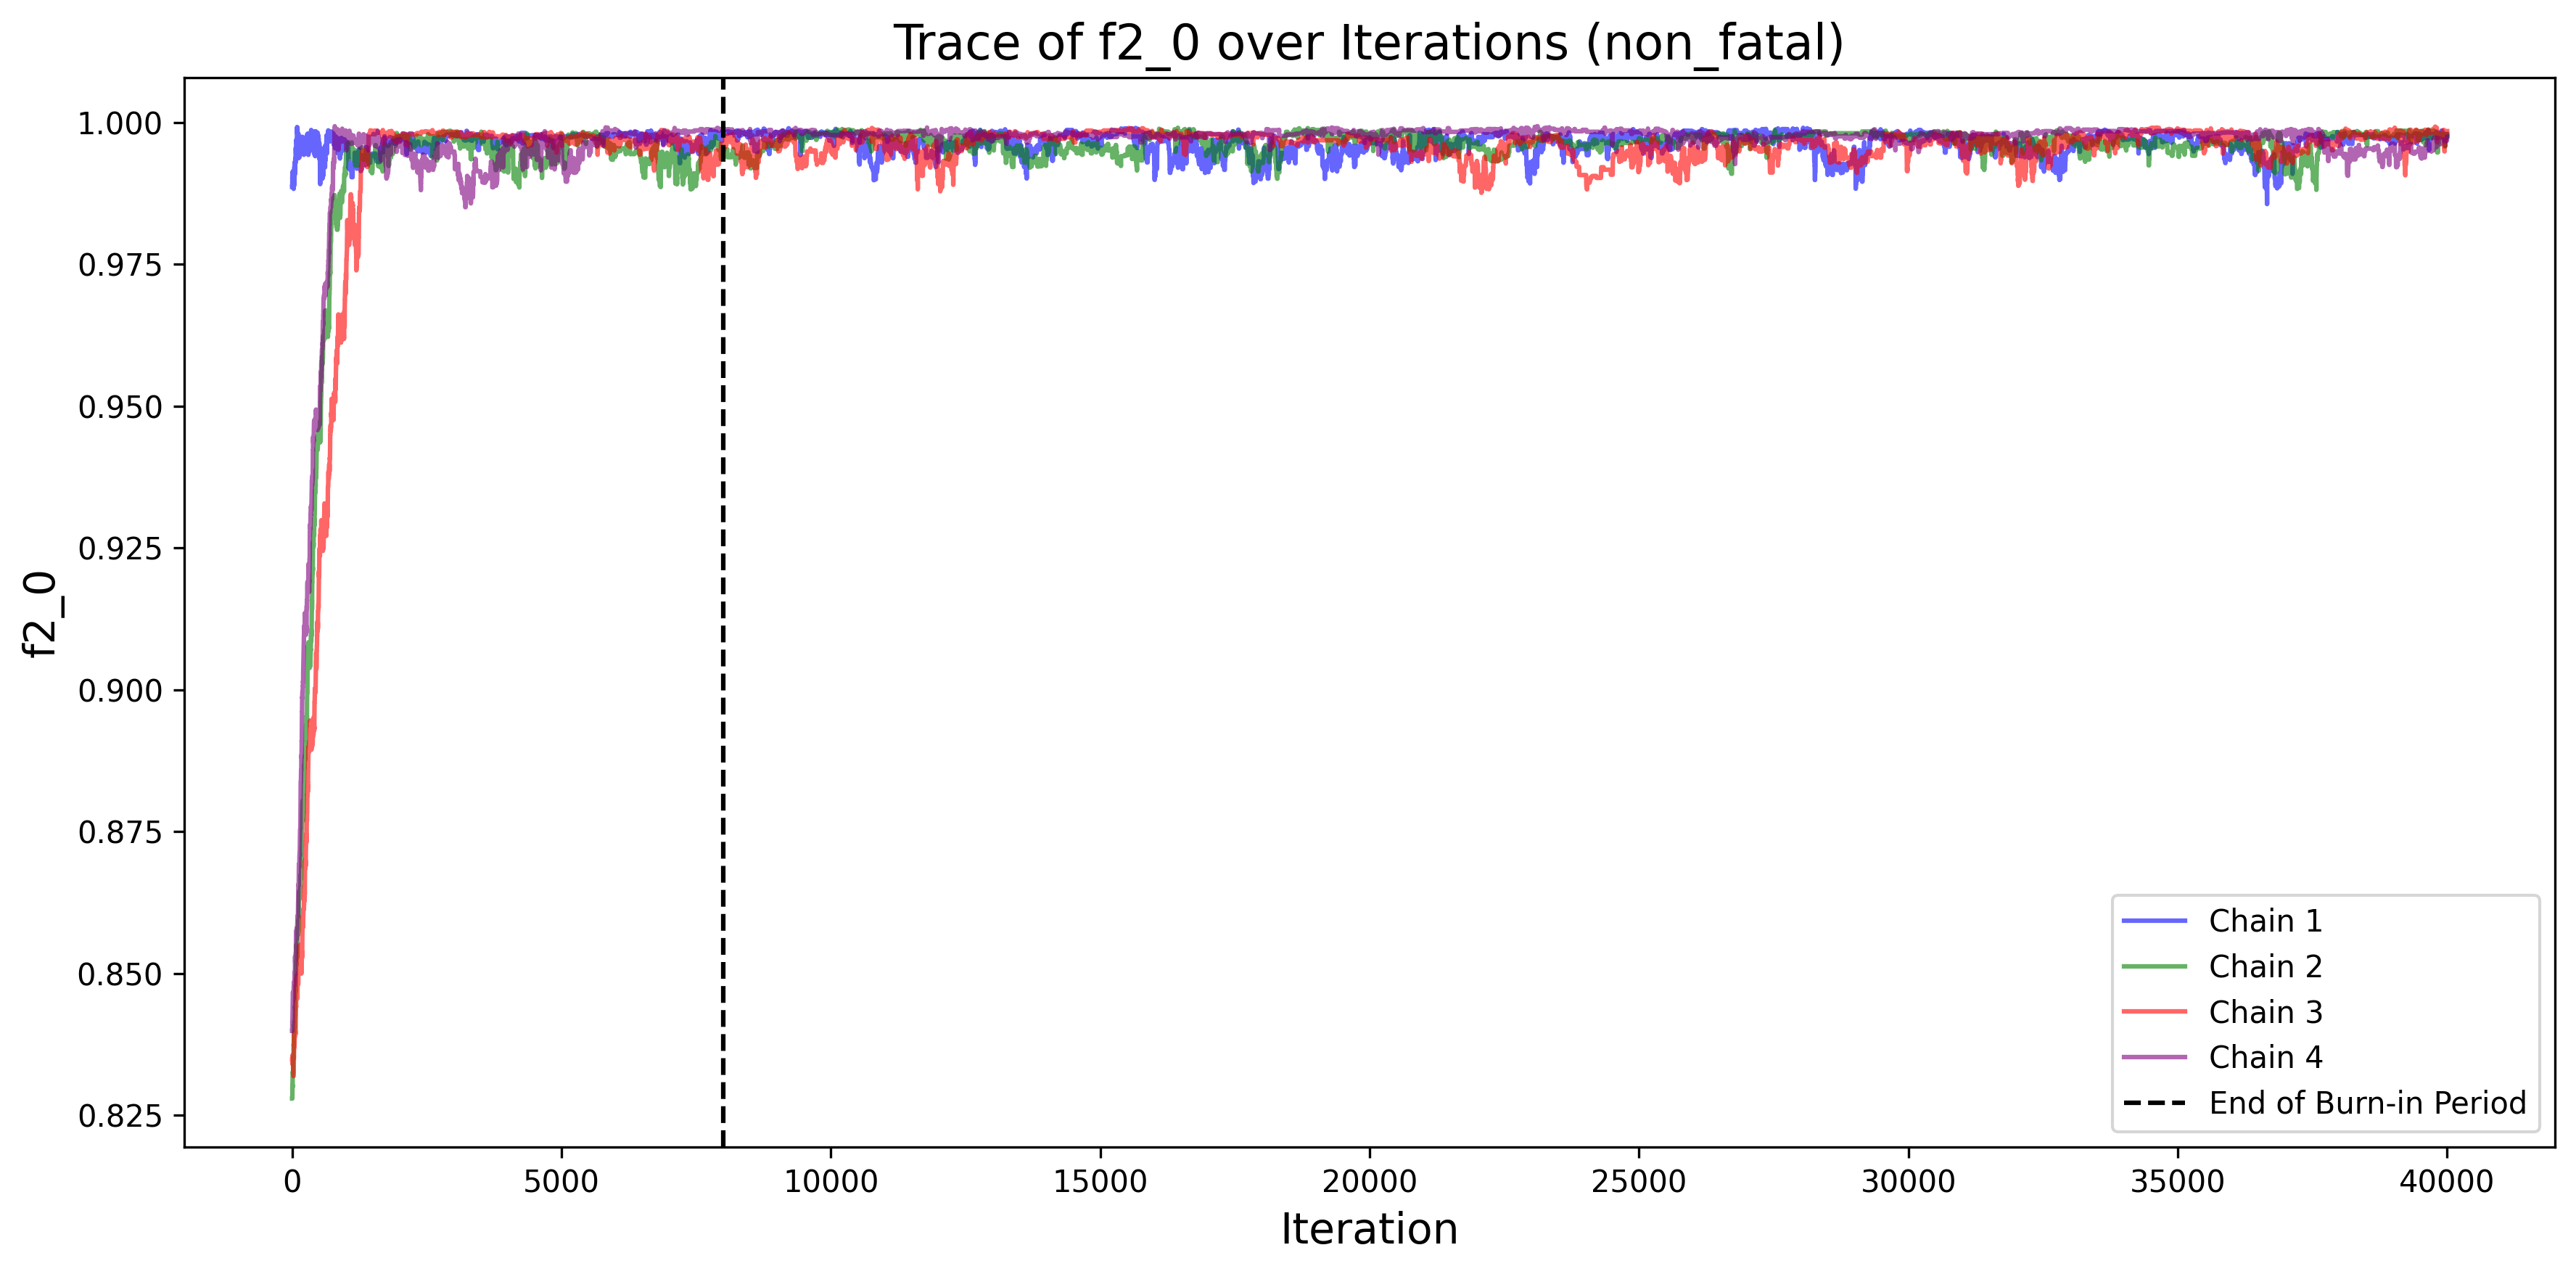 Trace of f2_0 over Iterations (non_fatal)
1.000
0.975
0.950
0.925
0.900
0.875
0.850
0.825
f2_0
0
5000
10000
15000
20000
25000
30000
35000
40000
Iteration
Chain 1
Chain 2
Chain 3
Chain 4
End of Burn-in Period